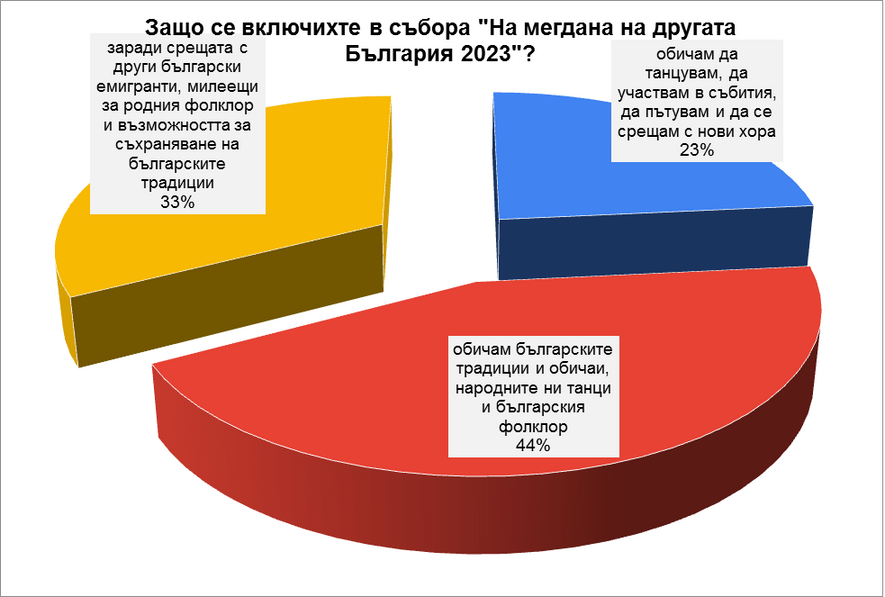 Защо се включихте в събора "На мегдана на другата
България 2023"?
заради срещата с
други български
емигранти, милеещи
за родния фолклор
и възможността за
съхраняване на
българските
традиции
33%
обичам да
танцувам, да
участвам в събития,
да пътувам и да се
срещам с нови хора
23%
обичам българските
традиции и обичаи,
народните ни танци
и българския
фолклор
44%